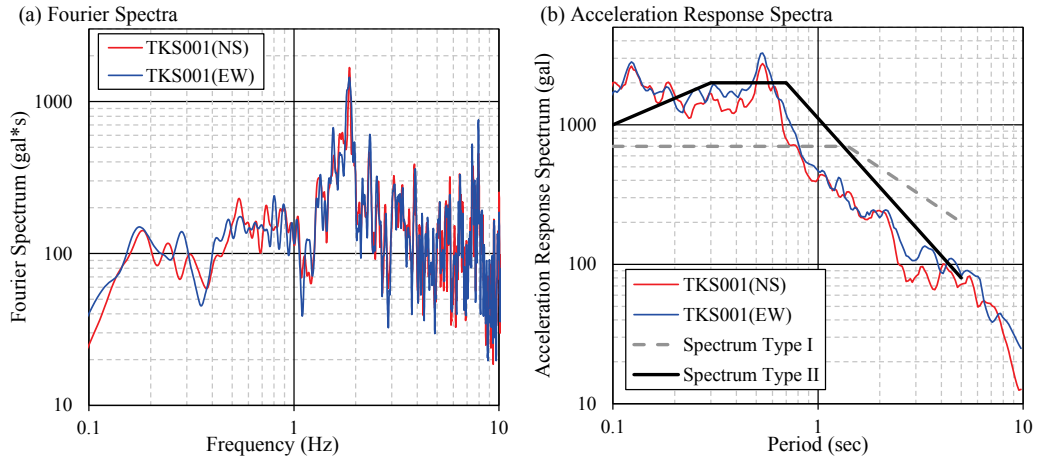 (a) Fourier Spectra
TKS001(NS)
TKS001(EW)
1000
100
10
0.1
1
10
Fourier Spectrum (gal*s)
Frequency (Hz)
(b) Acceleration Response Spectra
1000
100
10
0.1
1
10
Acceleration Response Spectrum (gal)
Period (sec)
TKS001(NS)
TKS001(EW)
Spectrum Type I
Spectrum Type II